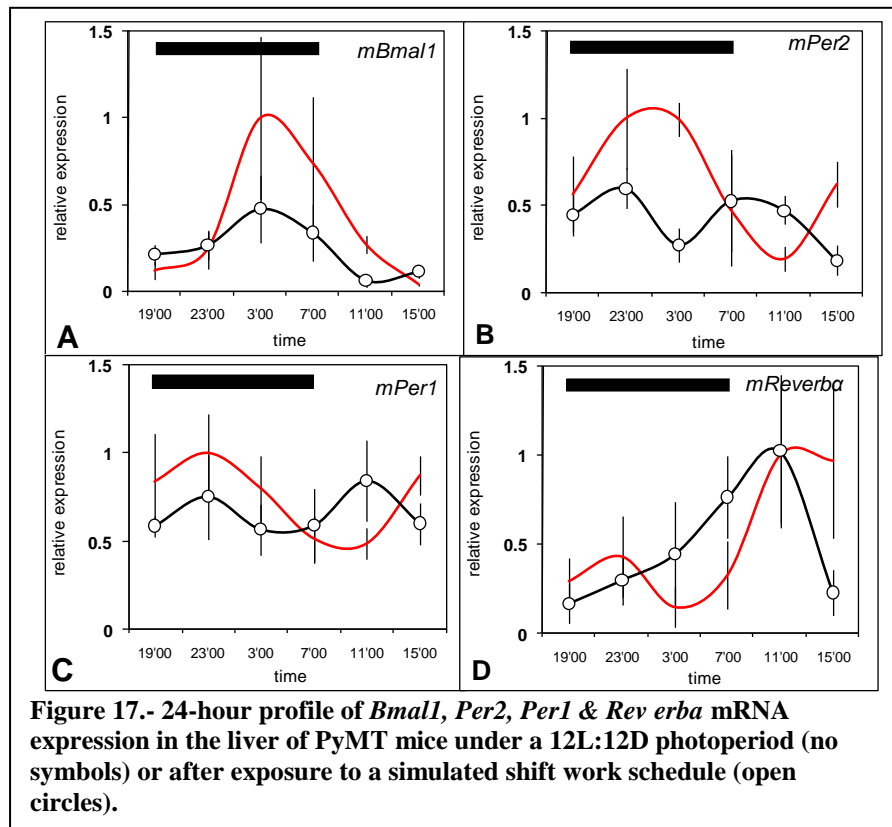 1.5
mBmal1
1
relative expression
0.5
0
19'00 23'00 3'00 7'00 11'00 15'00
A
time
1.5
mPer2
1
relative expression
0.5
0
19'00 23'00 3'00 7'00 11'00 15'00
B
time
1.5
mPer1
1
relative expression
0.5
0
19'00 23'00 3'00 7'00 11'00 15'00
C
time
1.5
mReverbα
1
relative expression
0.5
0
19'00 23'00 3'00 7'00 11'00 15'00
D
time
Figure 17.- 24-hour profile of Bmal1, Per2, Per1 & Rev erba mRNA
expression in the liver of PyMT mice under a 12L:12D photoperiod (no
symbols) or after exposure to a simulated shift work schedule (open
circles).